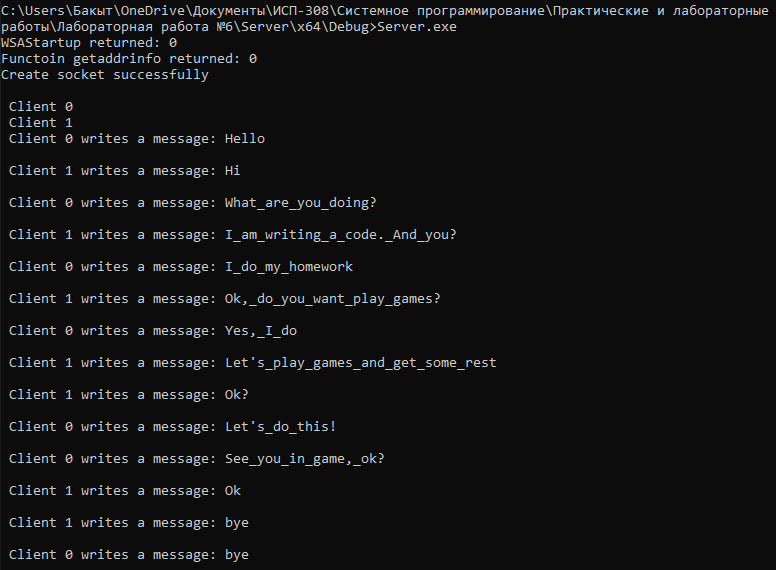 C:\Users\Бакыт\OneDrive\Документы\ИСП-308\Системное программирование\Практические и лабораторные
работы\Лабораторная работа №6\Server\x64\Debug>Server.exe
WSAStartup returned: 0
Functoin getaddrinfo returned: 0
Create socket successfully
Client 0
Client 1
Client 0 writes a message: Hello
Client 1 writes a message: Hi
Client 0 writes a message: What_are_you_doing?
Client 1 writes a message: I_am_writing_a_code._And_you?
Client 0 writes a message: I_do_my_homework
Client 1 writes a message: Ok,_do_you_want_play_games?
Client 0 writes a message: Yes,_I_do
Client 1 writes a message: Let's_play_games_and_get_some_rest
Client 1 writes a message: Ok?
Client 0 writes a message: Let's_do_this!
Client 0 writes a message: See_you_in_game,_ok?
Client 1 writes a message: Ok
Client 1 writes a message: bye
Client 0 writes a message: bye